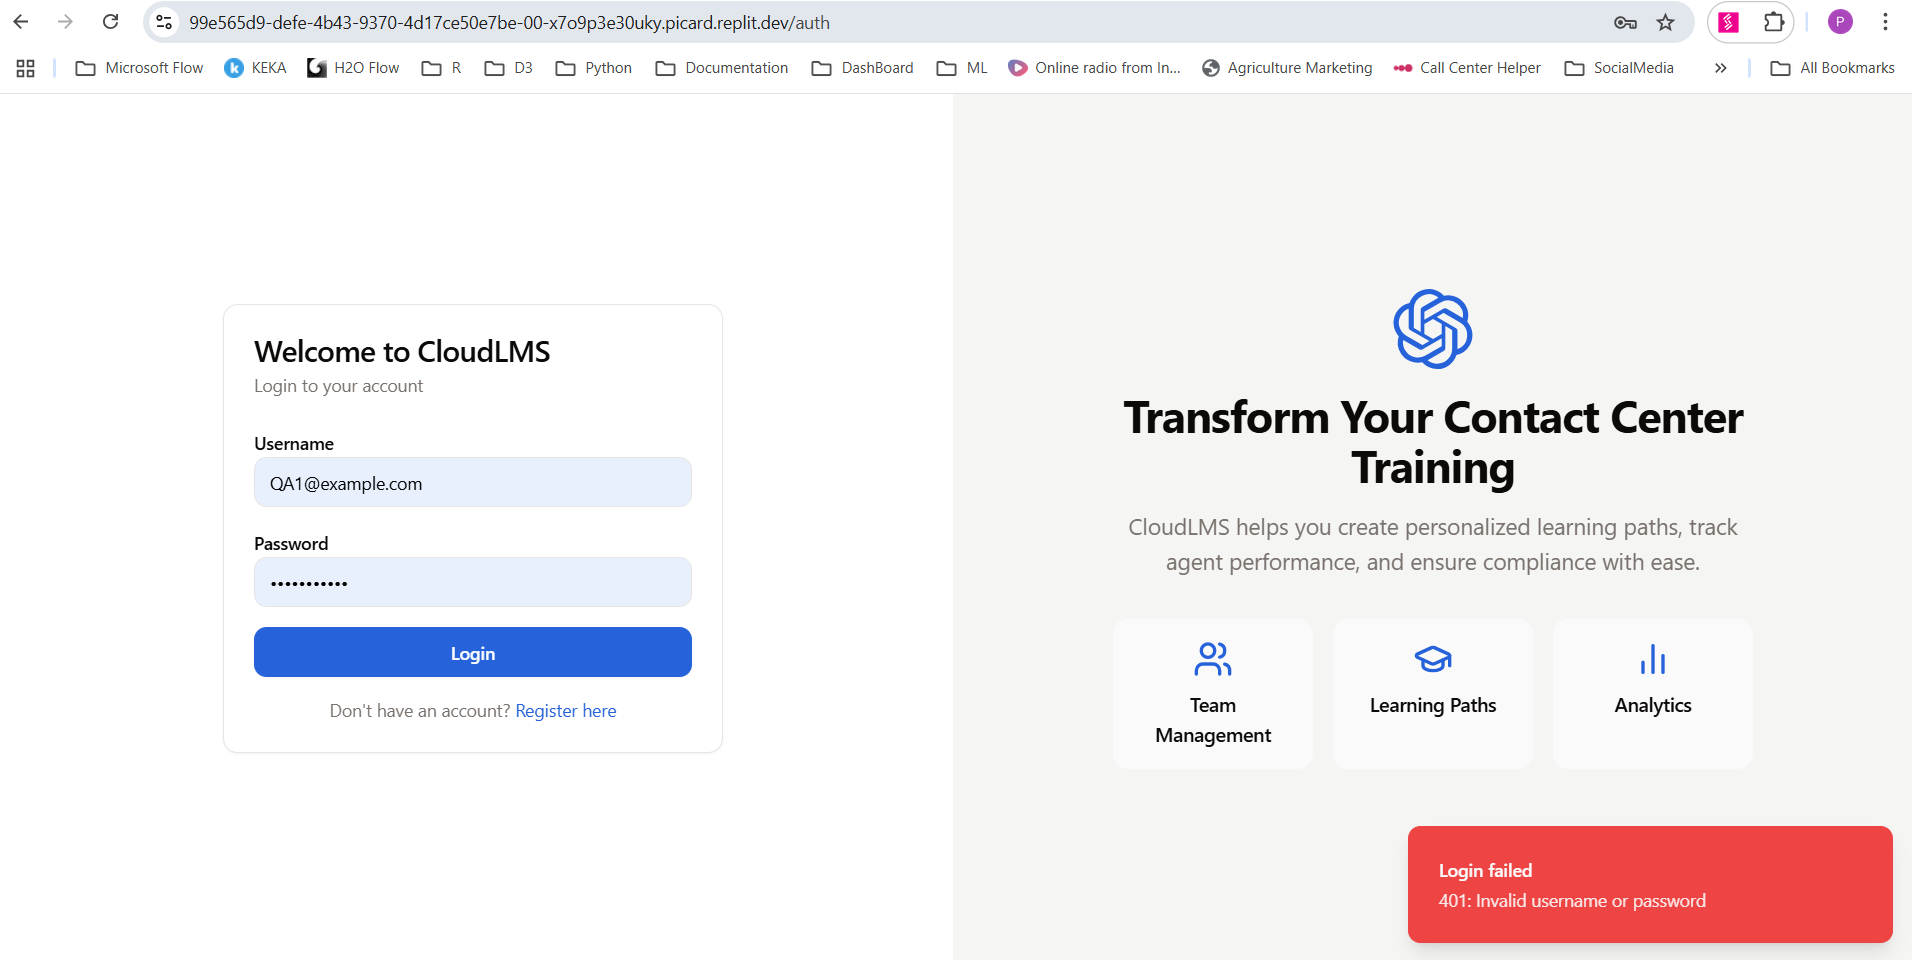 99e565d9-defe-4b43-9370-4d17ce50e7be-00-x7o9p3e30uky.picard.replit.dev/auth
P
Microsoft Flow
KEKA
H2O Flow
R
D3
Python
Documentation
DashBoard
ML
Online radio from In...
Agriculture Marketing
Call Center Helper
SocialMedia
All Bookmarks
Welcome to CloudLMS
Login to your account
Username
QA1@example.com
Password
Login
Don't have an account? Register here
Transform Your Contact Center
Training
CloudLMS helps you create personalized learning paths, track
agent performance, and ensure compliance with ease.
Team
Management
Learning Paths
Analytics
Login failed
401: Invalid username or password